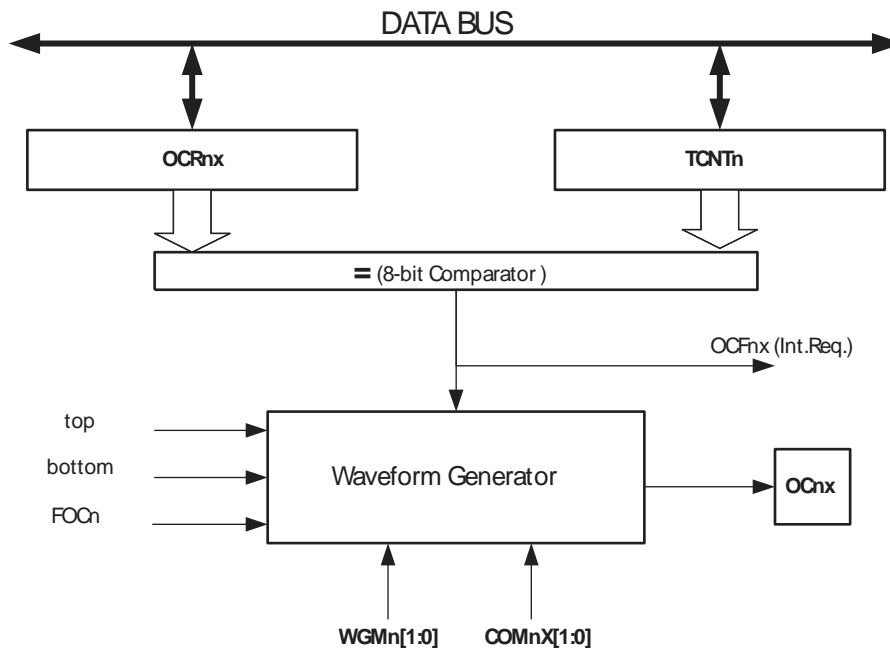 DATA BUS
OCRnx
TCNTn
= (8-bit Comparator )
OCFnx (Int.Req.)
top
bottom
FOCn
Waveform Generator
OCnx
WGMn[1:0]
COMnX[1:0]